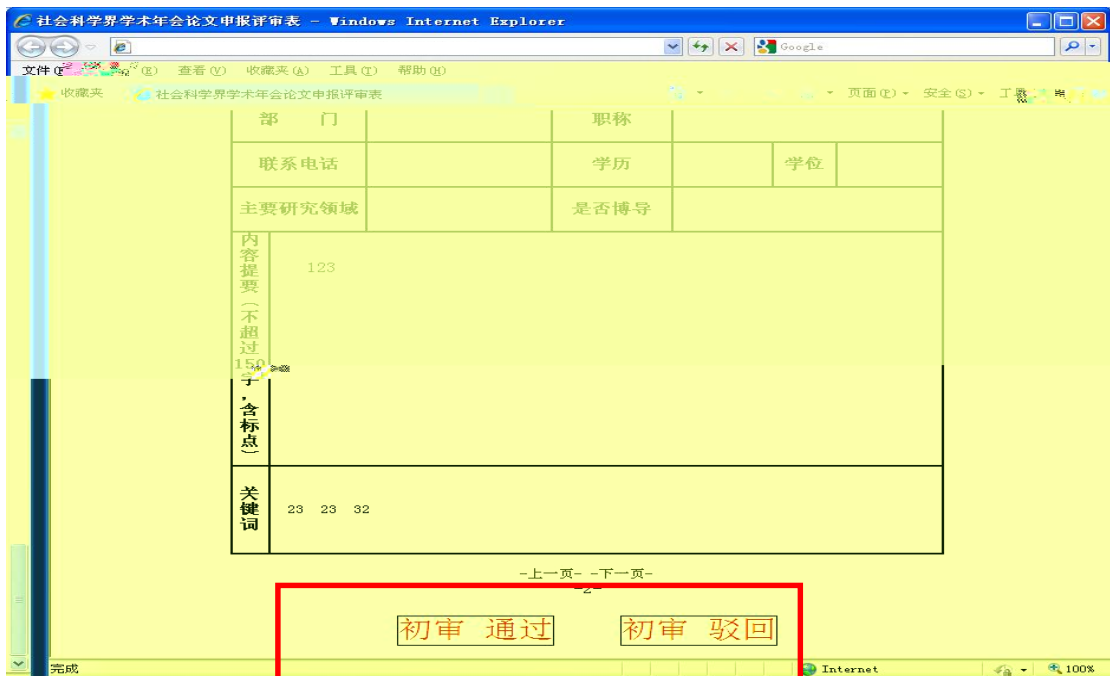 社会科学界学术年会论文申报评审表 - Windows Internet Explorer
Google
文件 (E) 查看(V) 收藏夹(A) 工具(T) 帮助(H)
收藏夹 社会科学界学术年会论文申报评审表 页面(P) 安全(S)
部 门 职称
联系电话 学历 学位
主要研究领域 是否博导
内容提要（不超过150字，含标点）
123
关键词
23 23 32
-上一页- -下一页-
-2-
初审 通过 初审 驳回
完成 Internet 100%